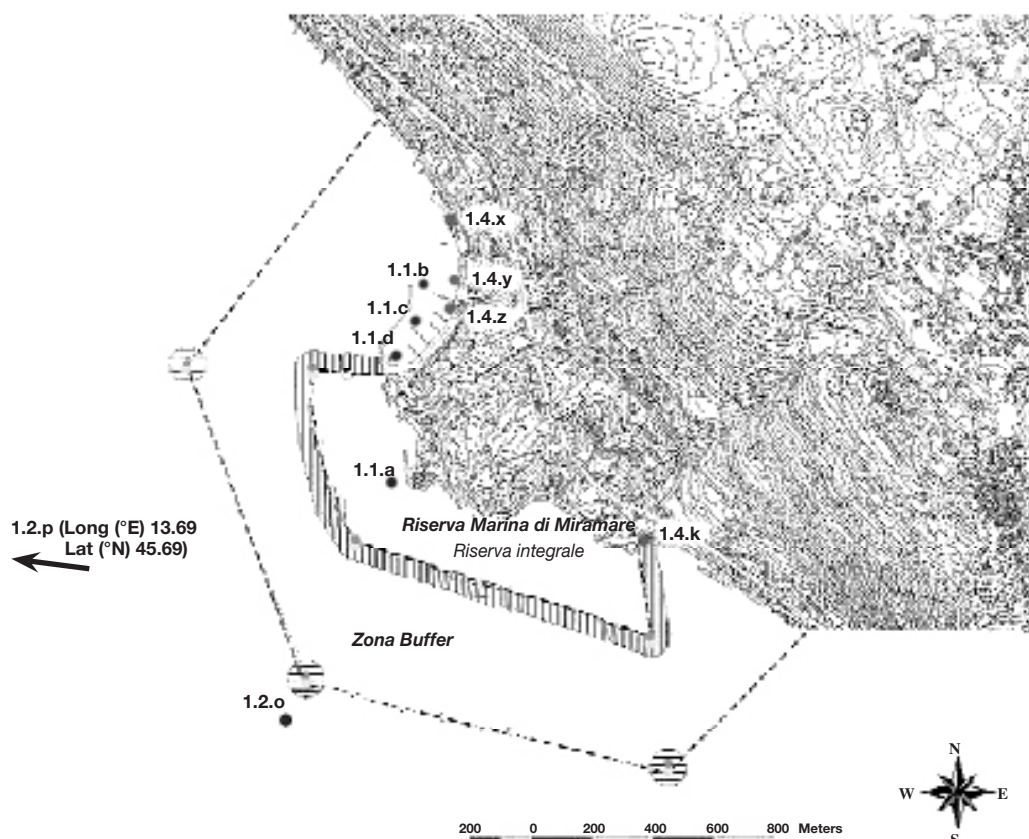 1.4.x
1.1.b
1.4.y
1.1.c
1.4.z
1.1.d
1.1.a
1.2.p (Long (°E) 13.69
Lat (°N) 45.69)
Riserva Marina di Miramare
Riserva integrale
1.4.k
Zona Buffer
1.2.o
N
W E
S
200 0 200 400 600 800 Meters